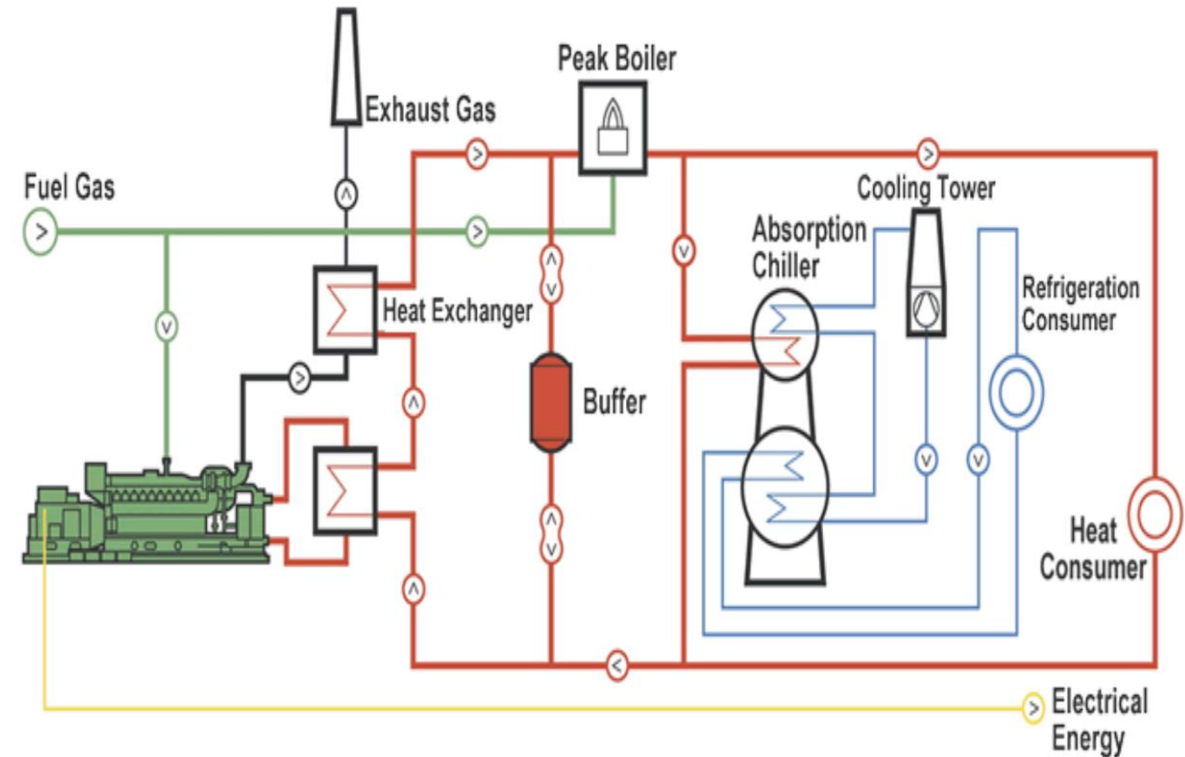 Peak Boiler
Exhaust Gas
Fuel Gas
Cooling Tower
Absorption
Chiller
Refrigeration
Consumer
Heat Exchanger
Buffer
Heat
Consumer
Electrical
Energy